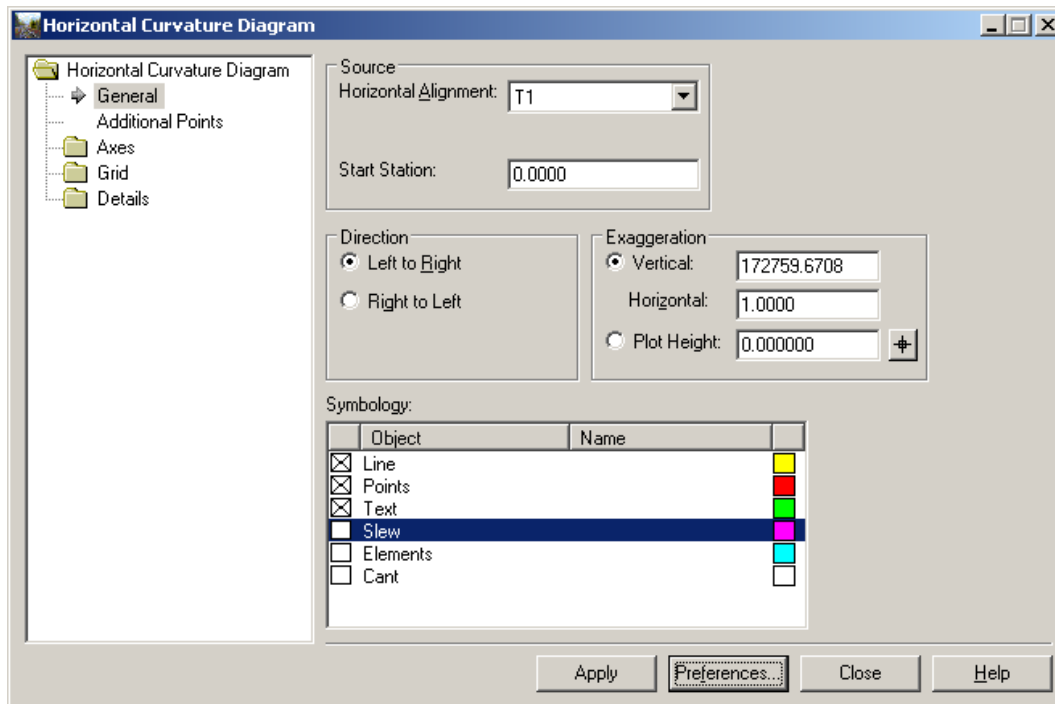 Horizontal Curvature Diagram
Horizontal Curvature Diagram
General
Additional Points
Axes
Grid
Details
Source
Horizontal Alignment: T1
Start Station: 0.0000
Direction
Left to Right
Right to Left
Exaggeration
Vertical: 172759.6708
Horizontal: 1.0000
Plot Height: 0.000000
Symbology:
Object Name
Line
Points
Text
Slew
Elements
Cant
Apply Preferences... Close Help